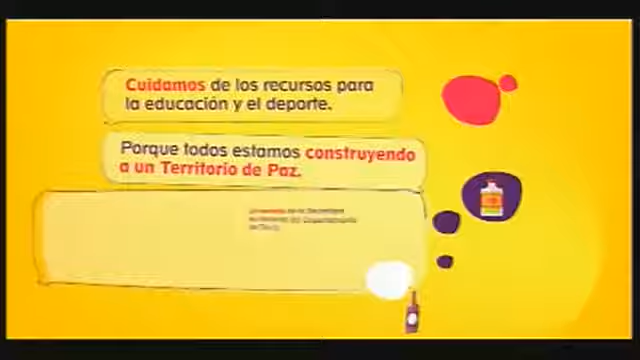 Cuidamos de los recursos para
la educación y el deporte.
Porque todos estamos construyendo
a un Territorio de Paz.